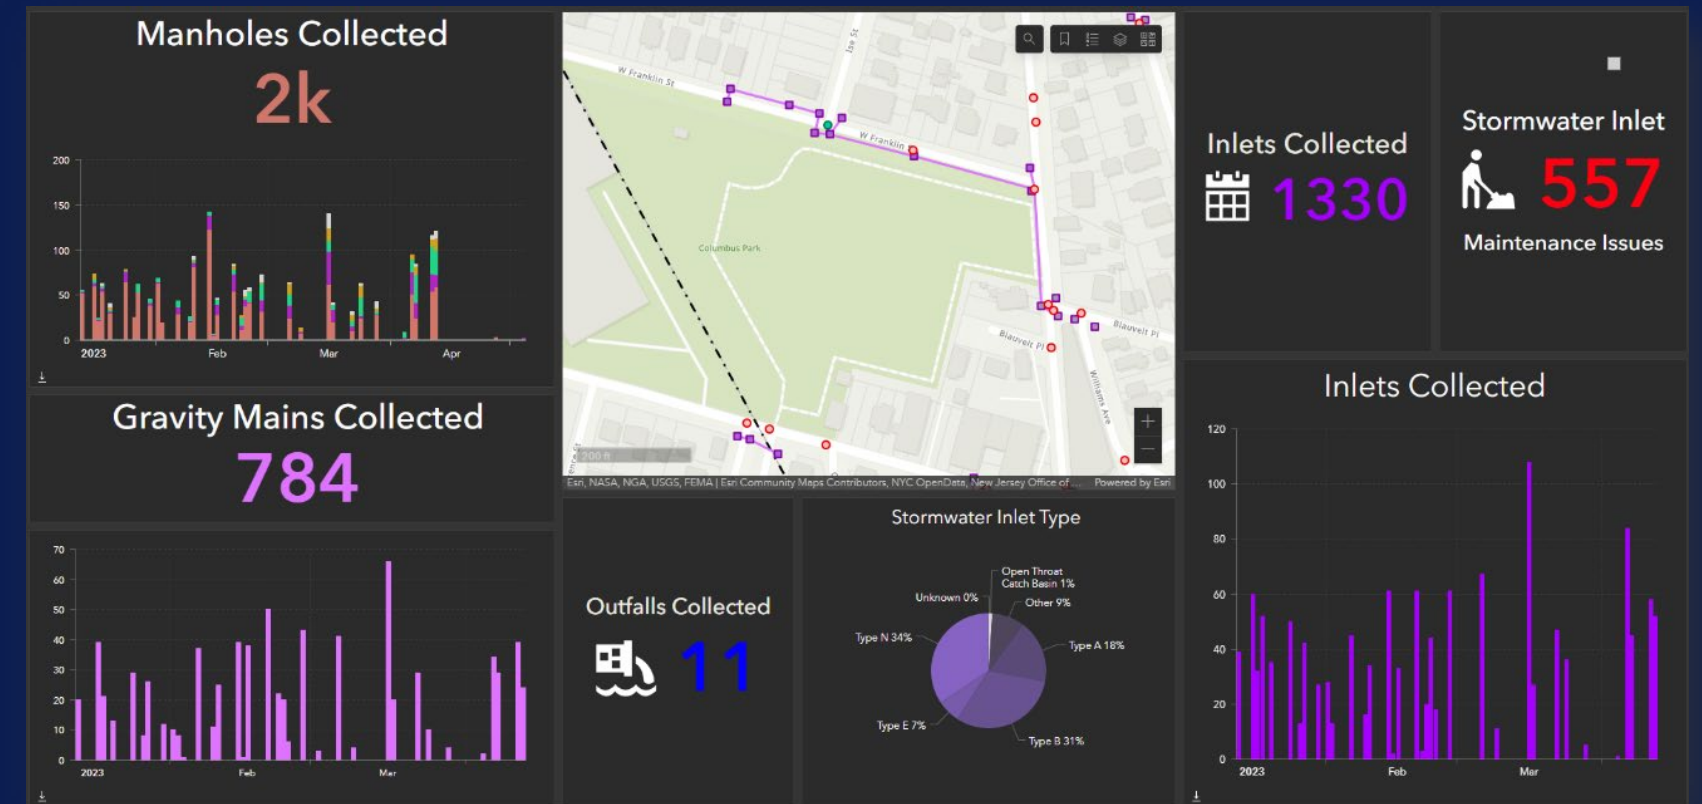 Manholes Collected
2k
200
150
100
50
0
2023
Feb
Mar
Apr
Gravity Mains Collected
784
70
60
50
40
30
20
10
0
2023
Feb
Mar
W Franklin St
Ise St
W Franklin
Columbus Park
Blauvelt Pl
Blauvelt Pl
Williams Ave
200 ft
Esri, NASA, NGA, USGS, FEMA | Esri Community Maps Contributors, NYC OpenData, New Jersey Office of ...
Powered by Esri
Outfalls Collected
11
Stormwater Inlet Type
Open Throat
Catch Basin 1%
Unknown 0%
Other 9%
Type N 34%
Type A 18%
Type E 7%
Type B 31%
Inlets Collected
1330
Stormwater Inlet
557
Maintenance Issues
Inlets Collected
120
100
80
60
40
20
0
2023
Feb
Mar